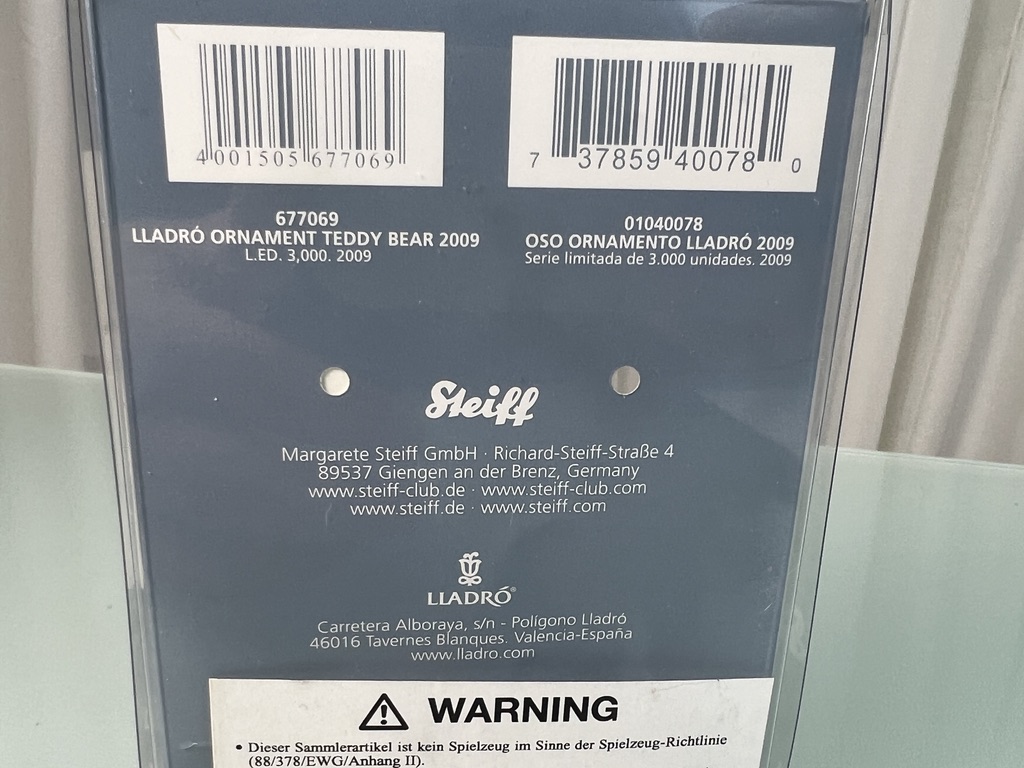 4 001505 677069
677069
LLADRÓ ORNAMENT TEDDY BEAR 2009
L.ED. 3,000. 2009
7 37859 40078 0
01040078
OSO ORNAMENTO LLADRÓ 2009
Serie limitada de 3.000 unidades. 2009
Steiff
Margarete Steiff GmbH · Richard-Steiff-Straße 4
89537 Giengen an der Brenz, Germany
www.steiff-club.de · www.steiff-club.com
www.steiff.de · www.steiff.com
LLADRÓ®
Carretera Alboraya, s/n - Polígono Lladró
46016 Tavernes Blanques. Valencia-España
www.lladro.com
WARNING
• Dieser Sammlerartikel ist kein Spielzeug im Sinne der Spielzeug-Richtlinie
(88/378/EWG/Anhang II).